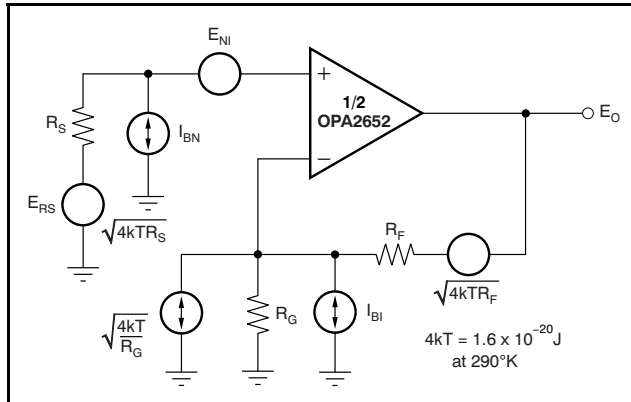 E_NI
+
1/2
OPA2652
−
E_O
R_S
I_BN
E_RS
√4kTR_S
R_F
√4kTR_F
√4kT/R_G
R_G
I_BI
4kT = 1.6 x 10^−20 J
at 290°K